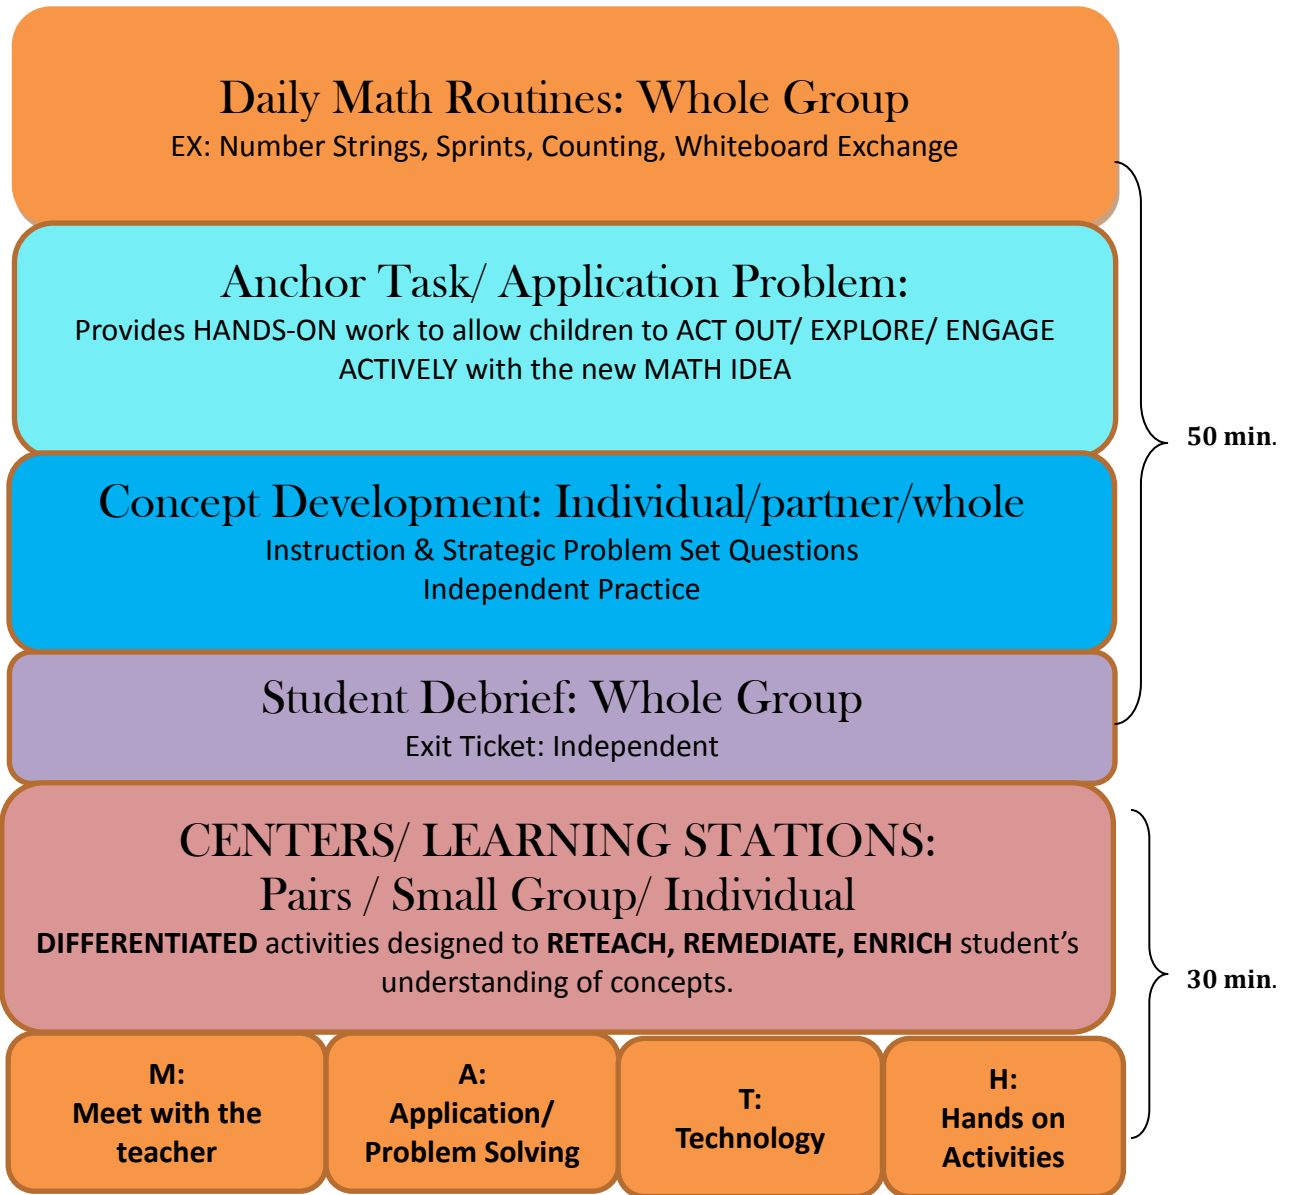 Daily Math Routines: Whole Group
EX: Number Strings, Sprints, Counting, Whiteboard Exchange
Anchor Task/ Application Problem:
Provides HANDS-ON work to allow children to ACT OUT/ EXPLORE/ ENGAGE
ACTIVELY with the new MATH IDEA
50 min.
Concept Development: Individual/partner/whole
Instruction & Strategic Problem Set Questions
Independent Practice
Student Debrief: Whole Group
Exit Ticket: Independent
CENTERS/ LEARNING STATIONS:
Pairs / Small Group/ Individual
DIFFERENTIATED activities designed to RETEACH, REMEDIATE, ENRICH student’s
understanding of concepts.
30 min.
M:
Meet with the
teacher
A:
Application/
Problem Solving
T:
Technology
H:
Hands on
Activities